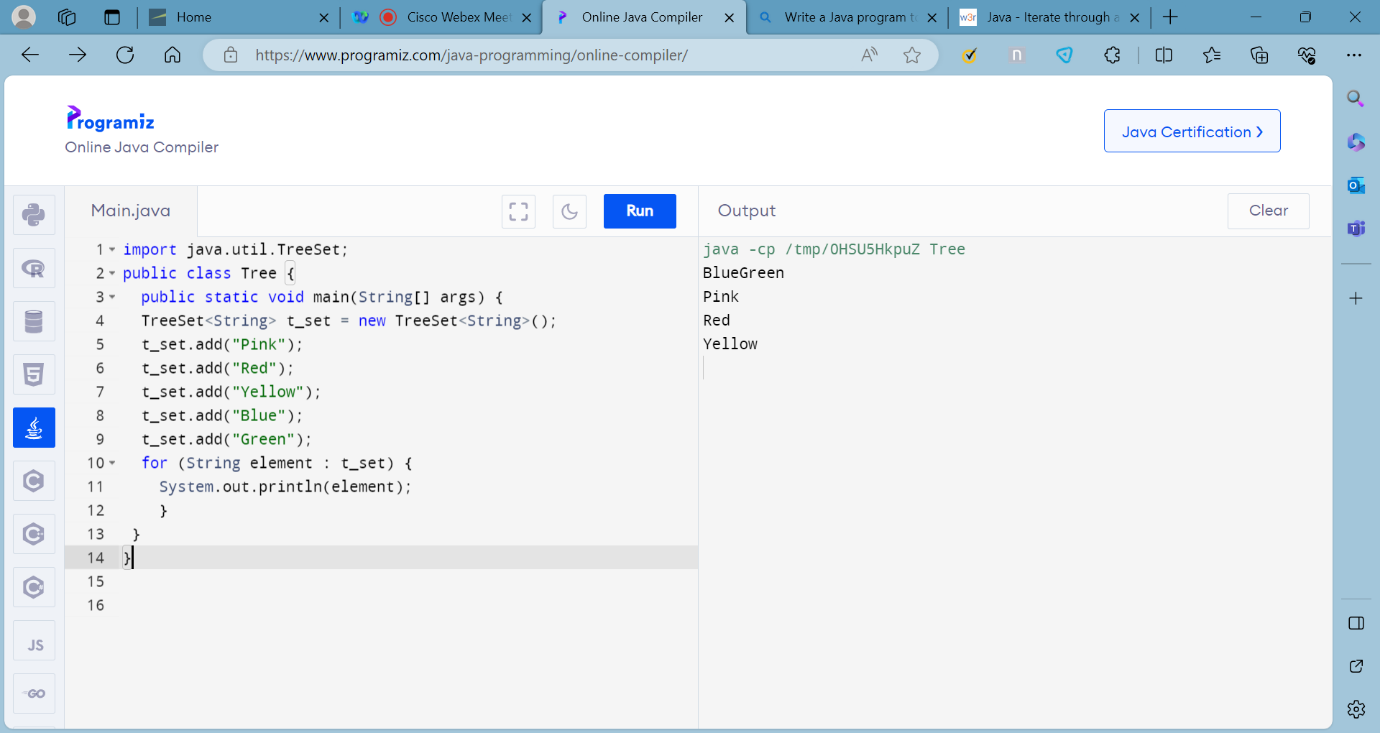 Home
Cisco Webex Meet
Online Java Compiler
Write a Java program to
Java - Iterate through a
https://www.programiz.com/java-programming/online-compiler/
Programiz
Online Java Compiler
Java Certification >
Main.java
Run
1 import java.util.TreeSet;
2 public class Tree {
3 public static void main(String[] args) {
4 TreeSet<String> t_set = new TreeSet<String>();
5 t_set.add("Pink");
6 t_set.add("Red");
7 t_set.add("Yellow");
8 t_set.add("Blue");
9 t_set.add("Green");
10 for (String element : t_set) {
11 System.out.println(element);
12 }
13 }
14 }
15
16
Output
Clear
java -cp /tmp/OHSU5HkpuZ Tree
BlueGreen
Pink
Red
Yellow
JS
GO